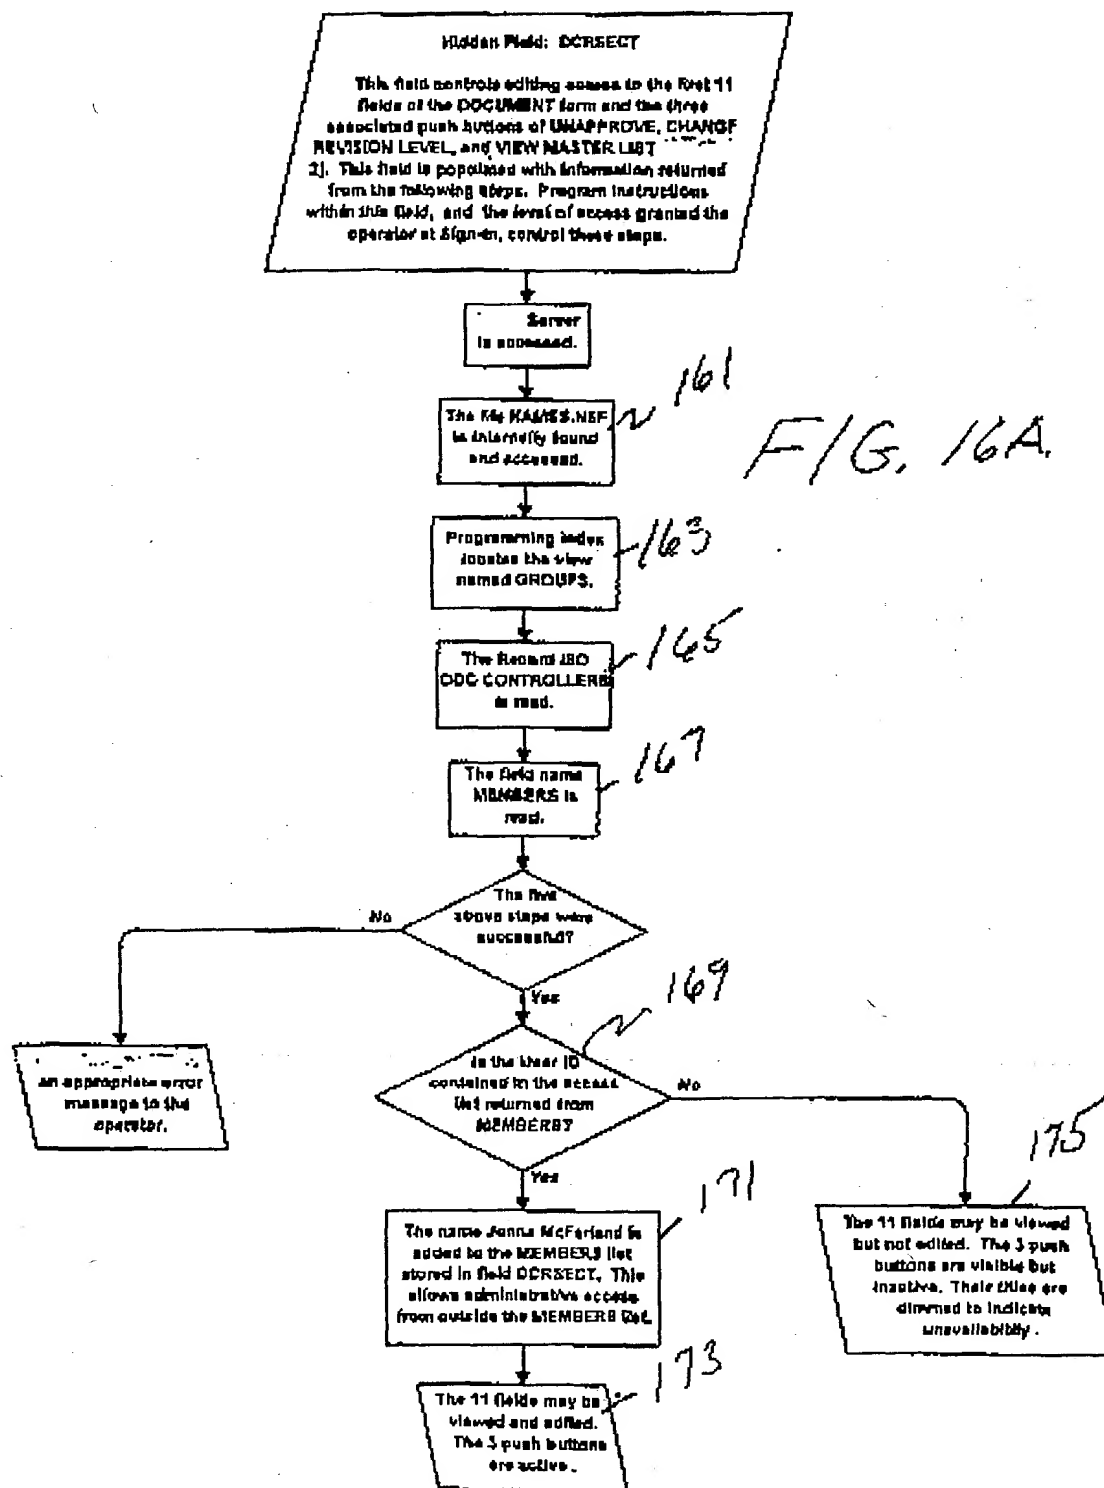 Hidden Field: DCRSECT
This field controls editing access to the first 11
fields of the DOCUMENT form and the three
associated push buttons of UNAPPROVE, CHANGE
REVISION LEVEL, and VIEW MASTER LIST
2]. This field is populated with information returned
from the following steps. Program instructions
within this field, and the level of access granted the
operator at Sign-in, control these steps.
Server
is accessed.
161
The file NAMES.NSF
is internally found
and accessed.
FIG. 16A.
163
Programming index
locates the view
named GROUPS.
165
The Record ISO
DOC CONTROLLERS
is read.
167
The field name
MEMBERS is
read.
The five
above steps were
successful?
No
Yes
169
an appropriate error
message to the
operator.
Is the User ID
contained in the access
list returned from
MEMBERS?
No
Yes
175
171
The name Janna McFarland is
added to the MEMBERS list
stored in field DCRSECT. This
allows administrative access
from outside the MEMBERS list.
The 11 fields may be viewed
but not edited. The 3 push
buttons are visible but
inactive. Their titles are
dimmed to indicate
unavailability.
173
The 11 fields may be
viewed and edited.
The 3 push buttons
are active.